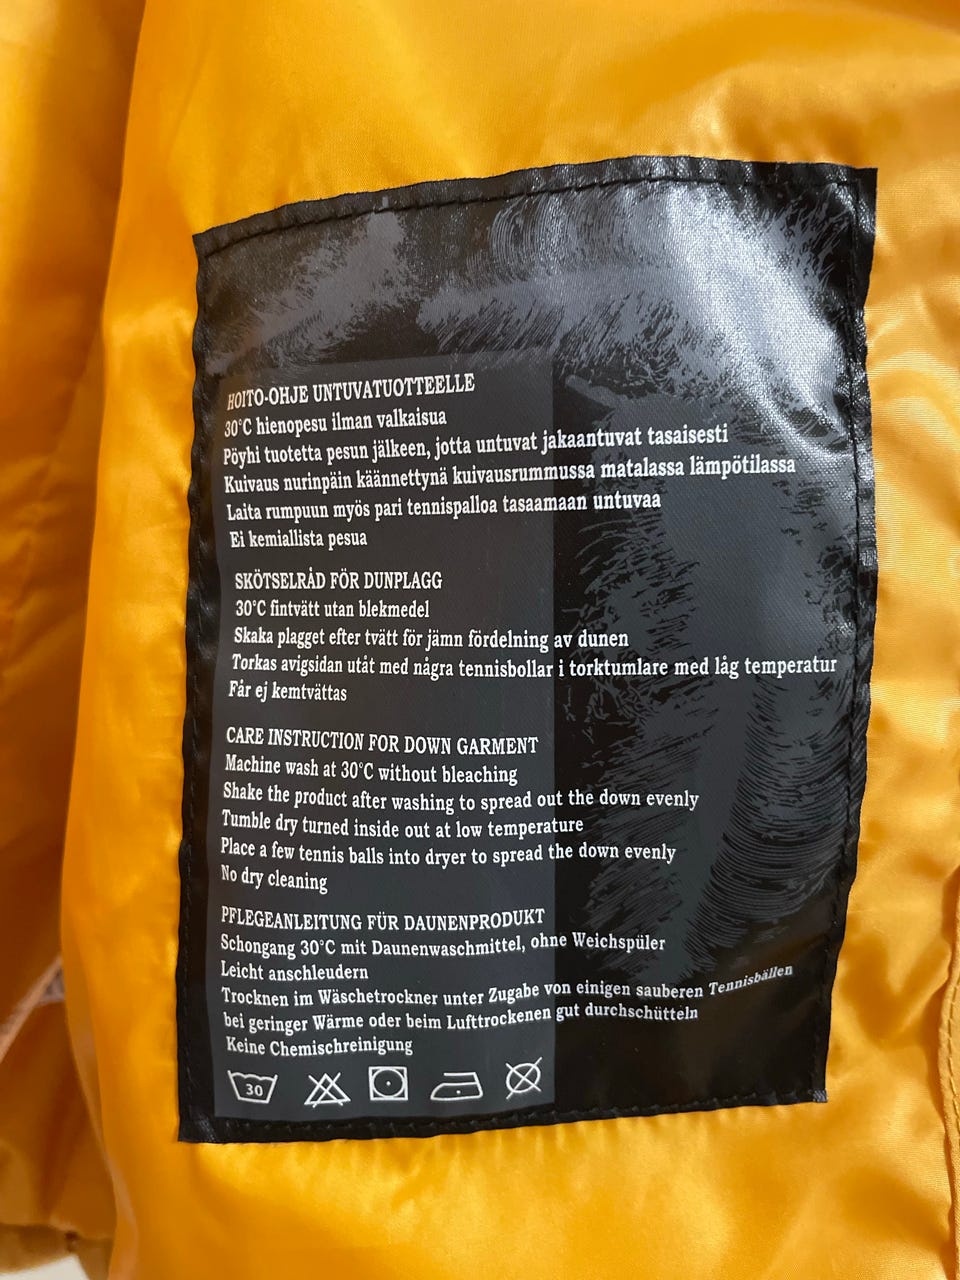 HOITO-OHJE UNTUVATUOTTEELLE
30°C hienopesu ilman valkaisua
Pöyhi tuotetta pesun jälkeen, jotta untuvat jakaantuvat tasaisesti
Kuivaus nurinpäin käännettynä kuivausrummussa matalassa lämpötilassa
Laita rumpuun myös pari tennispalloa tasaamaan untuvaa
Ei kemiallista pesua
SKÖTSELRÅD FÖR DUNPLAGG
30°C fintvätt utan blekmedel
Skaka plagget efter tvätt för jämn fördelning av dunen
Torkas avigsidan utåt med några tennisbollar i torktumlare med låg temperatur
Får ej kemtvättas
CARE INSTRUCTION FOR DOWN GARMENT
Machine wash at 30°C without bleaching
Shake the product after washing to spread out the down evenly
Tumble dry turned inside out at low temperature
Place a few tennis balls into dryer to spread the down evenly
No dry cleaning
PFLEGEANLEITUNG FÜR DAUNENPRODUKT
Schongang 30°C mit Daunenwaschmittel, ohne Weichspüler
Leicht anschleudern
Trocknen im Wäschetrockner unter Zugabe von einigen sauberen Tennisbällen
bei geringer Wärme oder beim Lufttrockenen gut durchschütteln
Keine Chemischreinigung
30